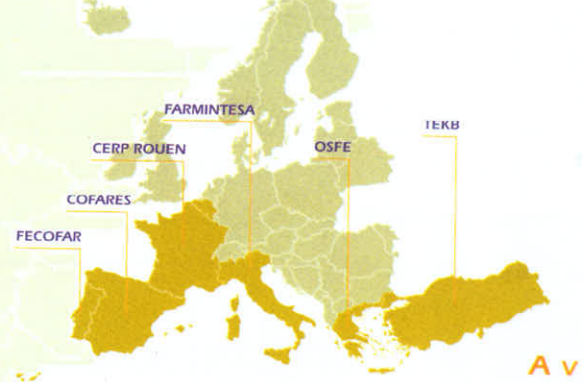 FARMINTESA
TEKB
CERP ROUEN
OSFE
COFARES
FECOFAR
A v